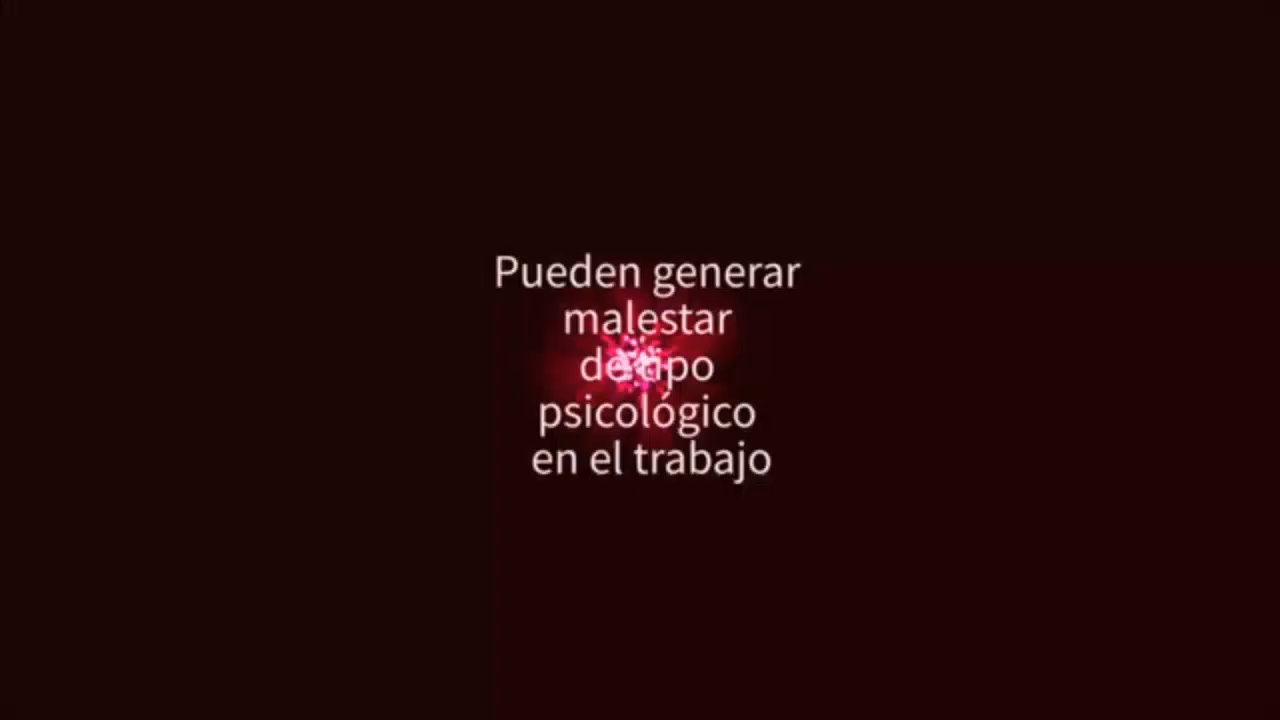 Pueden generar
malestar
de tipo
psicológico
en el trabajo